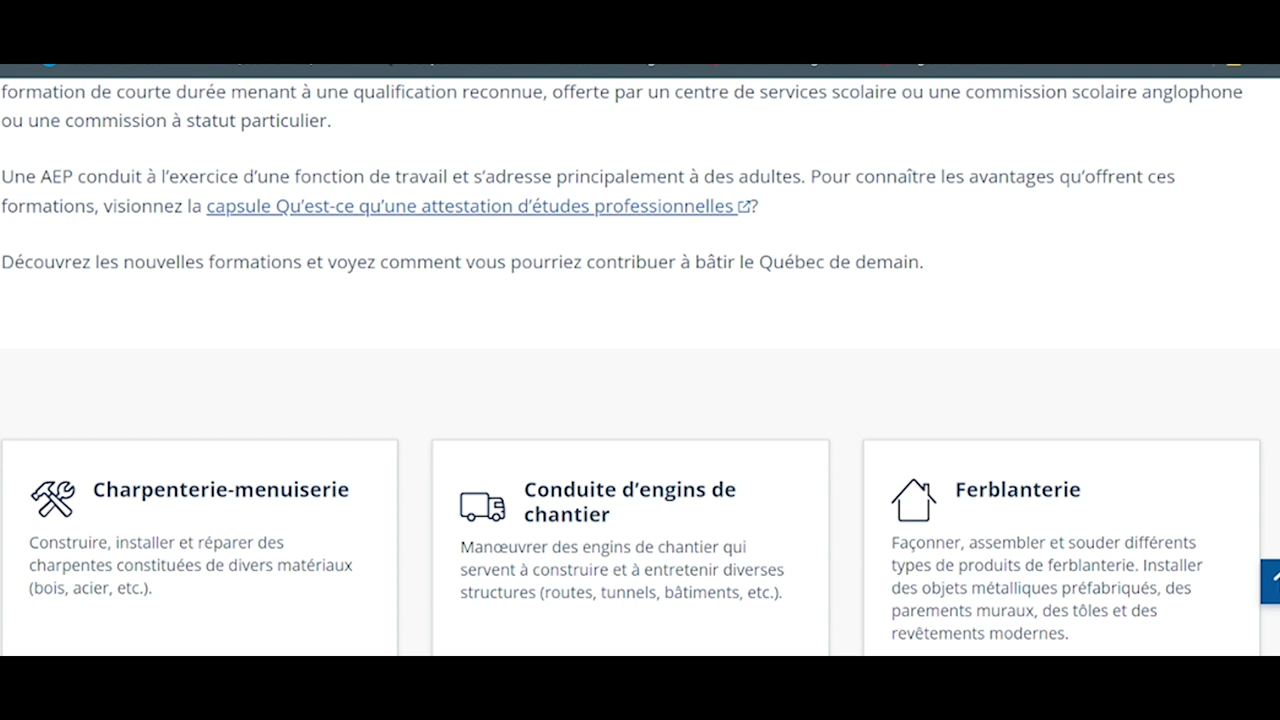 formation de courte durée menant à une qualification reconnue, offerte par un centre de services scolaire ou une commission scolaire anglophone
ou une commission à statut particulier.
Une AEP conduit à l’exercice d’une fonction de travail et s’adresse principalement à des adultes. Pour connaître les avantages qu’offrent ces
formations, visionnez la capsule Qu’est-ce qu’une attestation d’études professionnelles ?
Découvrez les nouvelles formations et voyez comment vous pourriez contribuer à bâtir le Québec de demain.
Charpenterie-menuiserie
Construire, installer et réparer des
charpentes constituées de divers matériaux
(bois, acier, etc.).
Conduite d’engins de
chantier
Manœuvrer des engins de chantier qui
servent à construire et à entretenir diverses
structures (routes, tunnels, bâtiments, etc.).
Ferblanterie
Façonner, assembler et souder différents
types de produits de ferblanterie. Installer
des objets métalliques préfabriqués, des
parements muraux, des tôles et des
revêtements modernes.